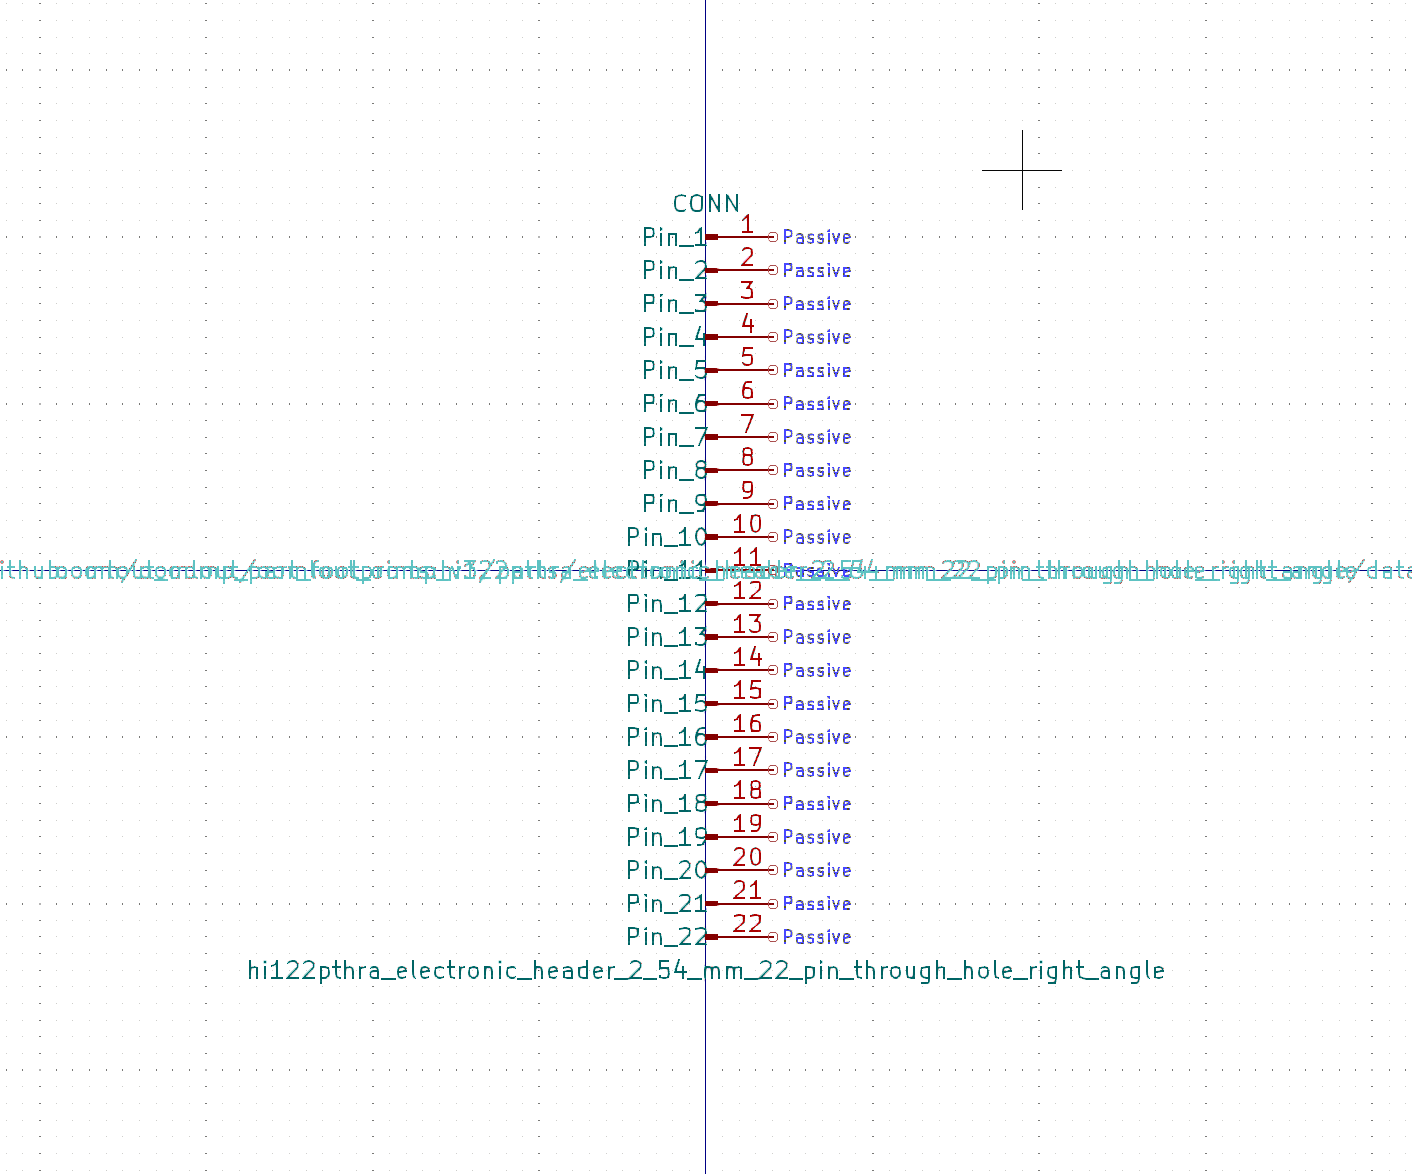 CONN
Pin_1 1 Passive
Pin_2 2 Passive
Pin_3 3 Passive
Pin_4 4 Passive
Pin_5 5 Passive
Pin_6 6 Passive
Pin_7 7 Passive
Pin_8 8 Passive
Pin_9 9 Passive
Pin_10 10 Passive
Pin_11 11 Passive
Pin_12 12 Passive
Pin_13 13 Passive
Pin_14 14 Passive
Pin_15 15 Passive
Pin_16 16 Passive
Pin_17 17 Passive
Pin_18 18 Passive
Pin_19 19 Passive
Pin_20 20 Passive
Pin_21 21 Passive
Pin_22 22 Passive
hi122pthra_electronic_header_2_54_mm_22_pin_through_hole_right_angle